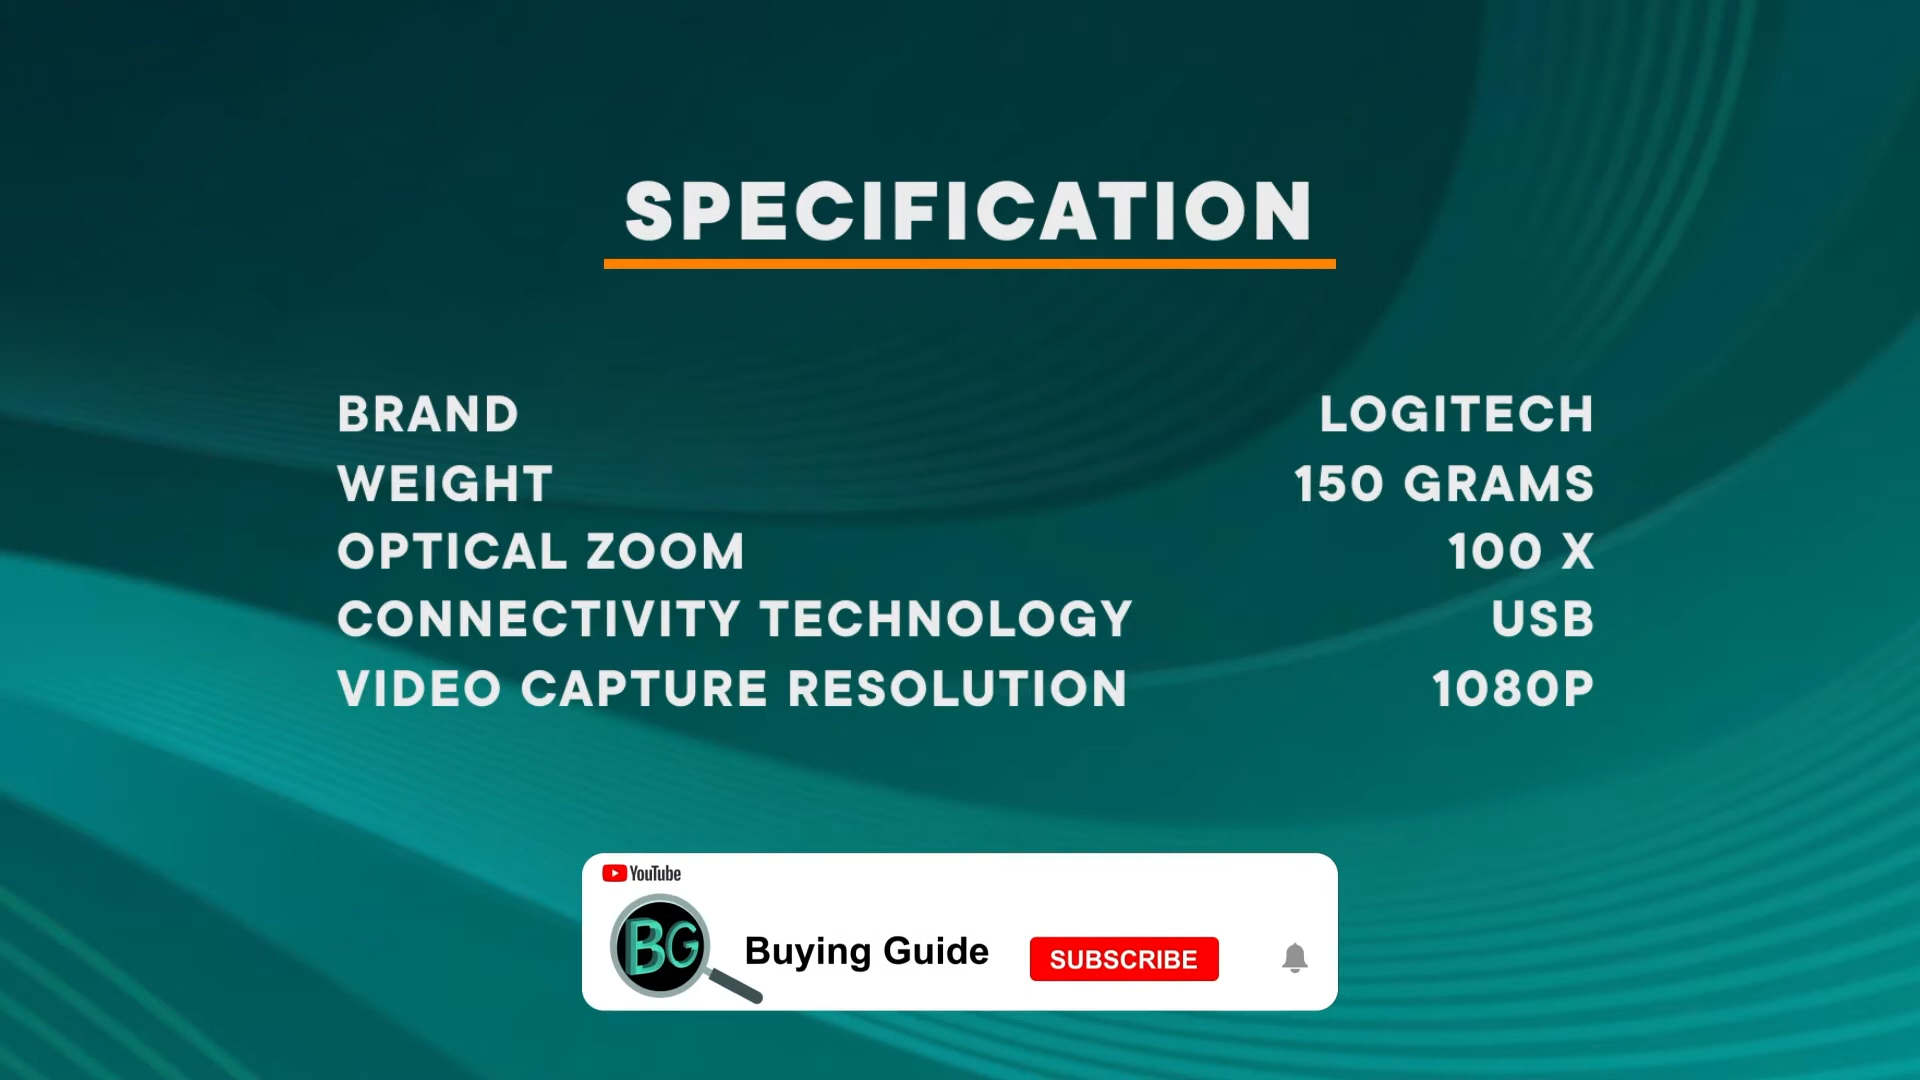 SPECIFICATION
BRAND LOGITECH
WEIGHT 150 GRAMS
OPTICAL ZOOM 100 X
CONNECTIVITY TECHNOLOGY USB
VIDEO CAPTURE RESOLUTION 1080P
YouTube
BG
Buying Guide
SUBSCRIBE